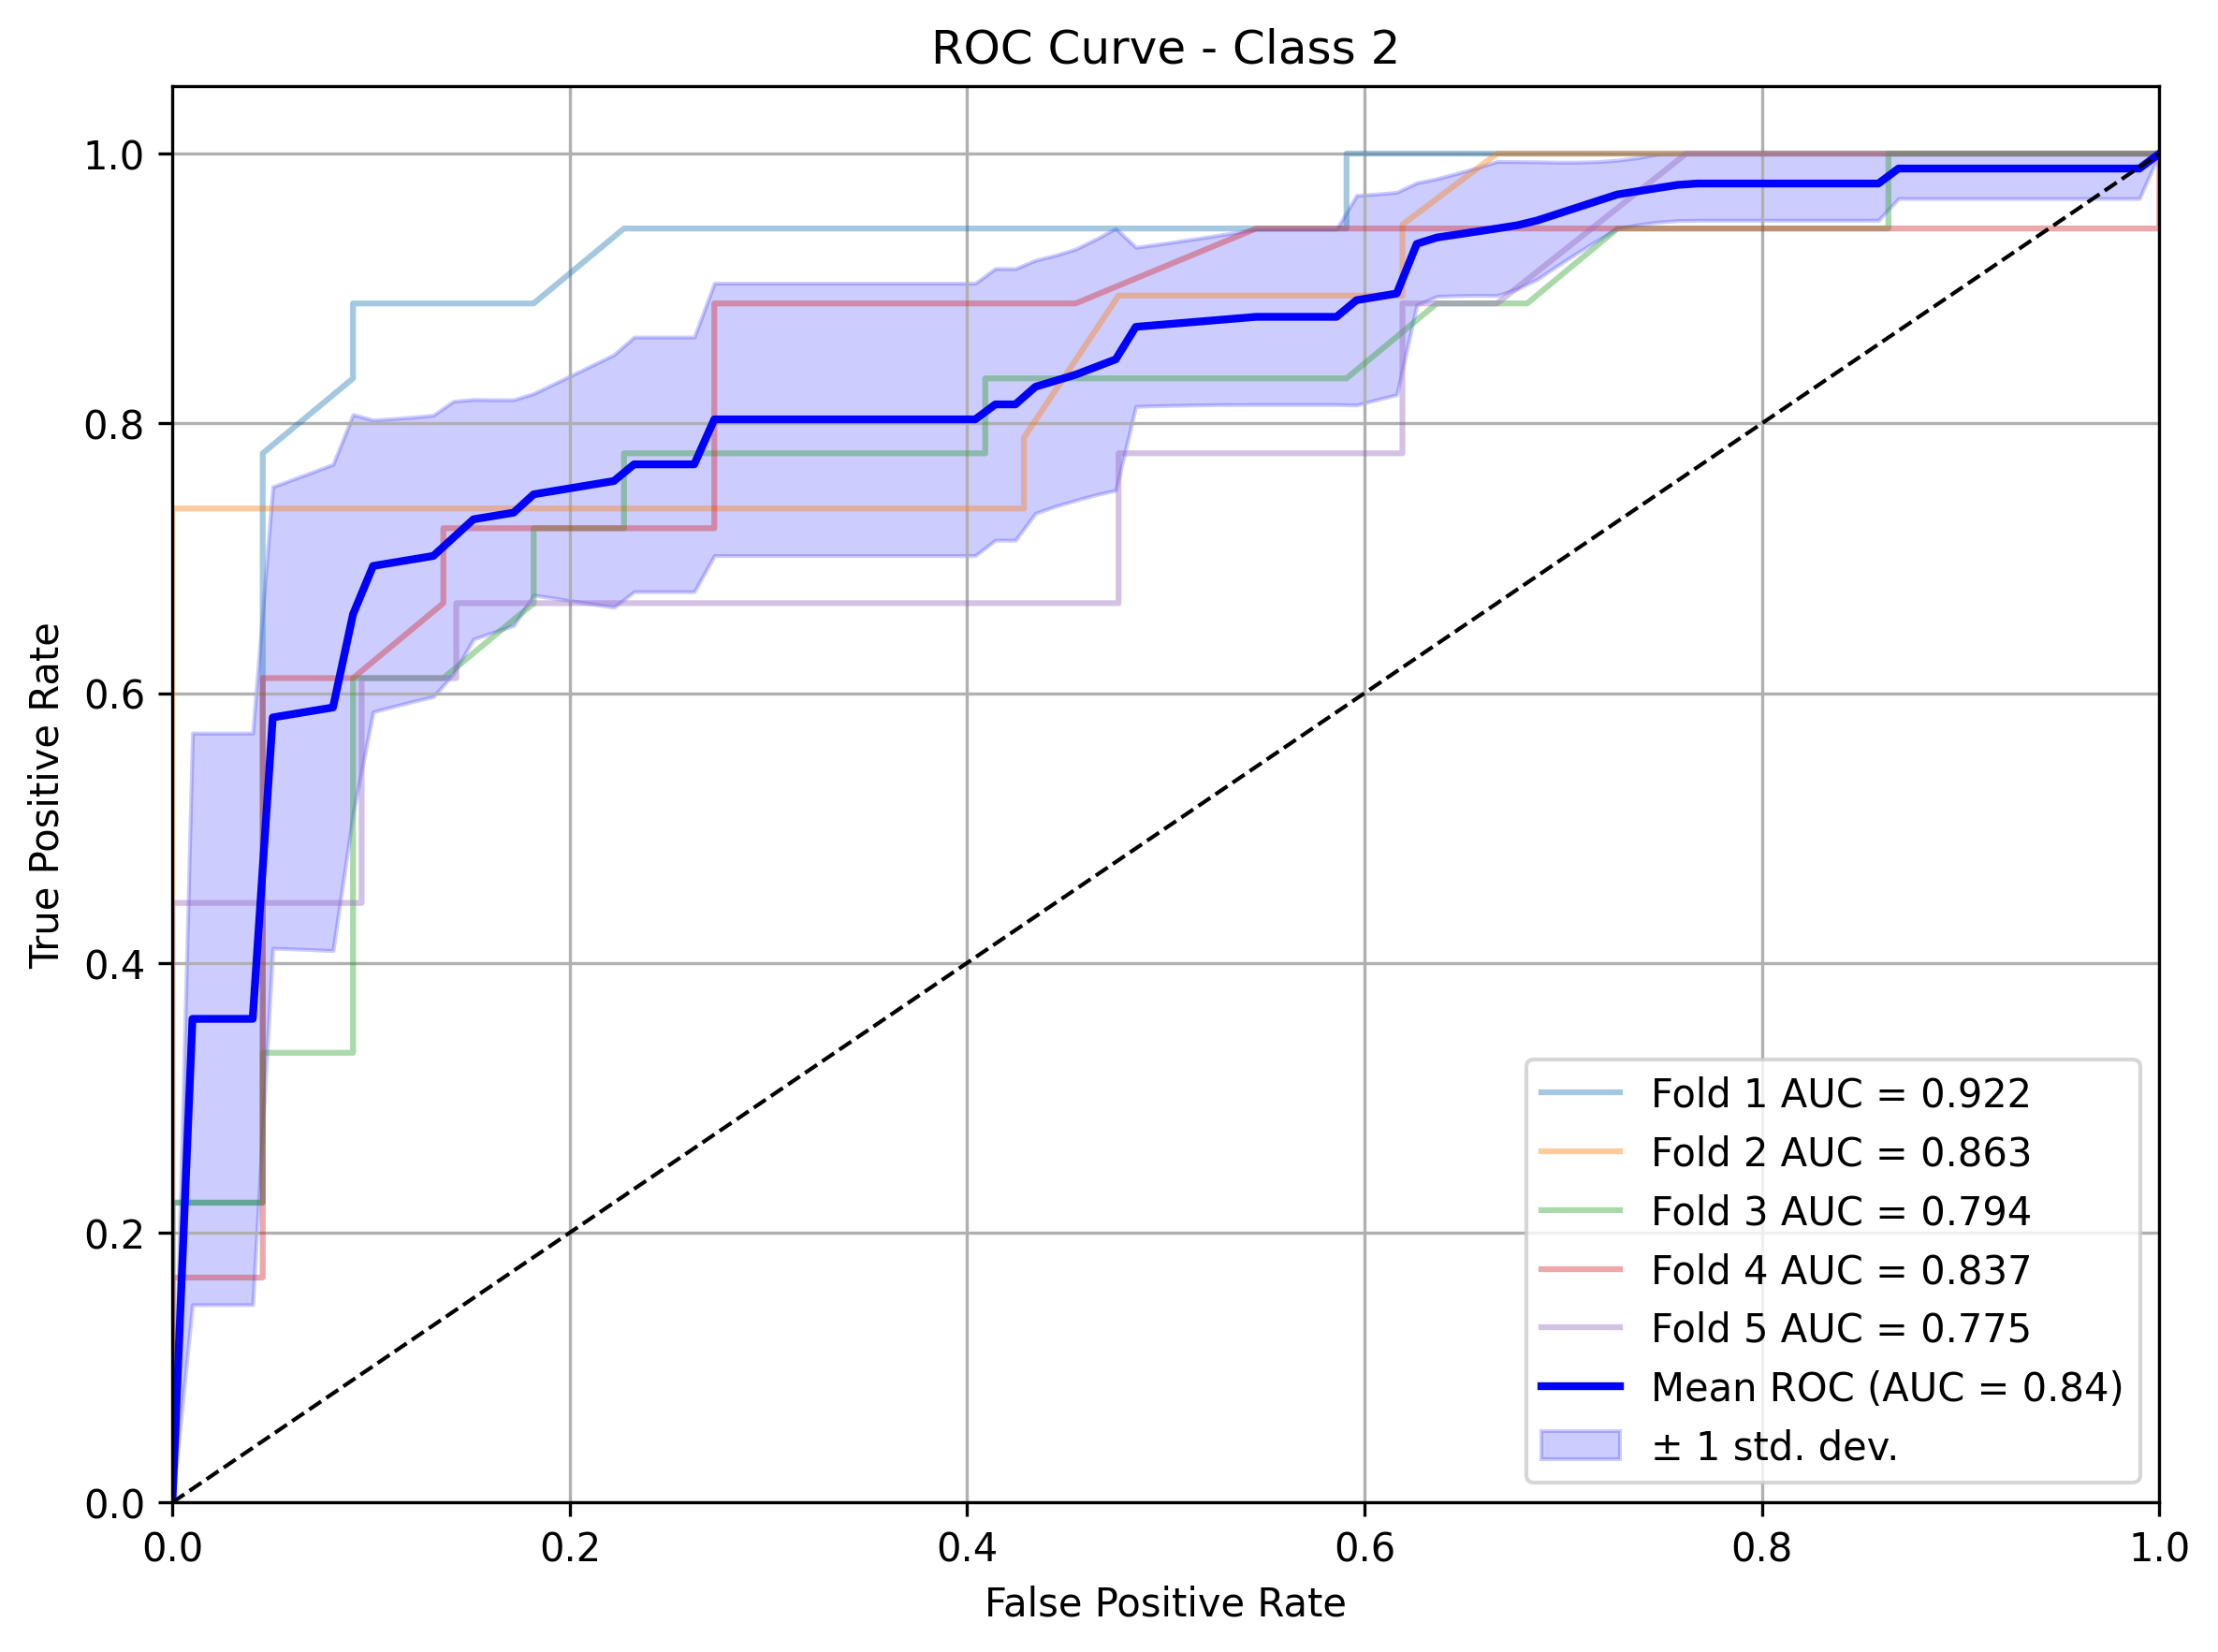 ROC Curve - Class 2
True Positive Rate
1.0
0.8
0.6
0.4
0.2
0.0
0.0 0.2 0.4 0.6 0.8 1.0
False Positive Rate
Fold 1 AUC = 0.922
Fold 2 AUC = 0.863
Fold 3 AUC = 0.794
Fold 4 AUC = 0.837
Fold 5 AUC = 0.775
Mean ROC (AUC = 0.84)
± 1 std. dev.